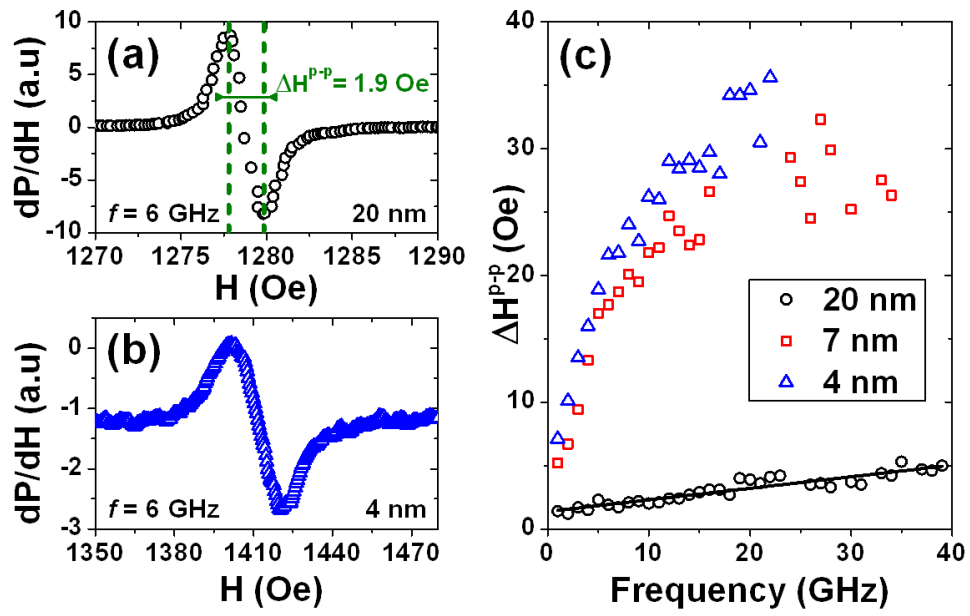 (a)
dP/dH (a.u)
10
5
0
-5
-10
ΔH^p-p = 1.9 Oe
f = 6 GHz
20 nm
1270 1275 1280 1285 1290
H (Oe)
(b)
dP/dH (a.u)
0
-1
-2
-3
f = 6 GHz
4 nm
1350 1380 1410 1440 1470
H (Oe)
(c)
ΔH^p-p (Oe)
40
30
20
10
0
20 nm
7 nm
4 nm
0 10 20 30 40
Frequency (GHz)